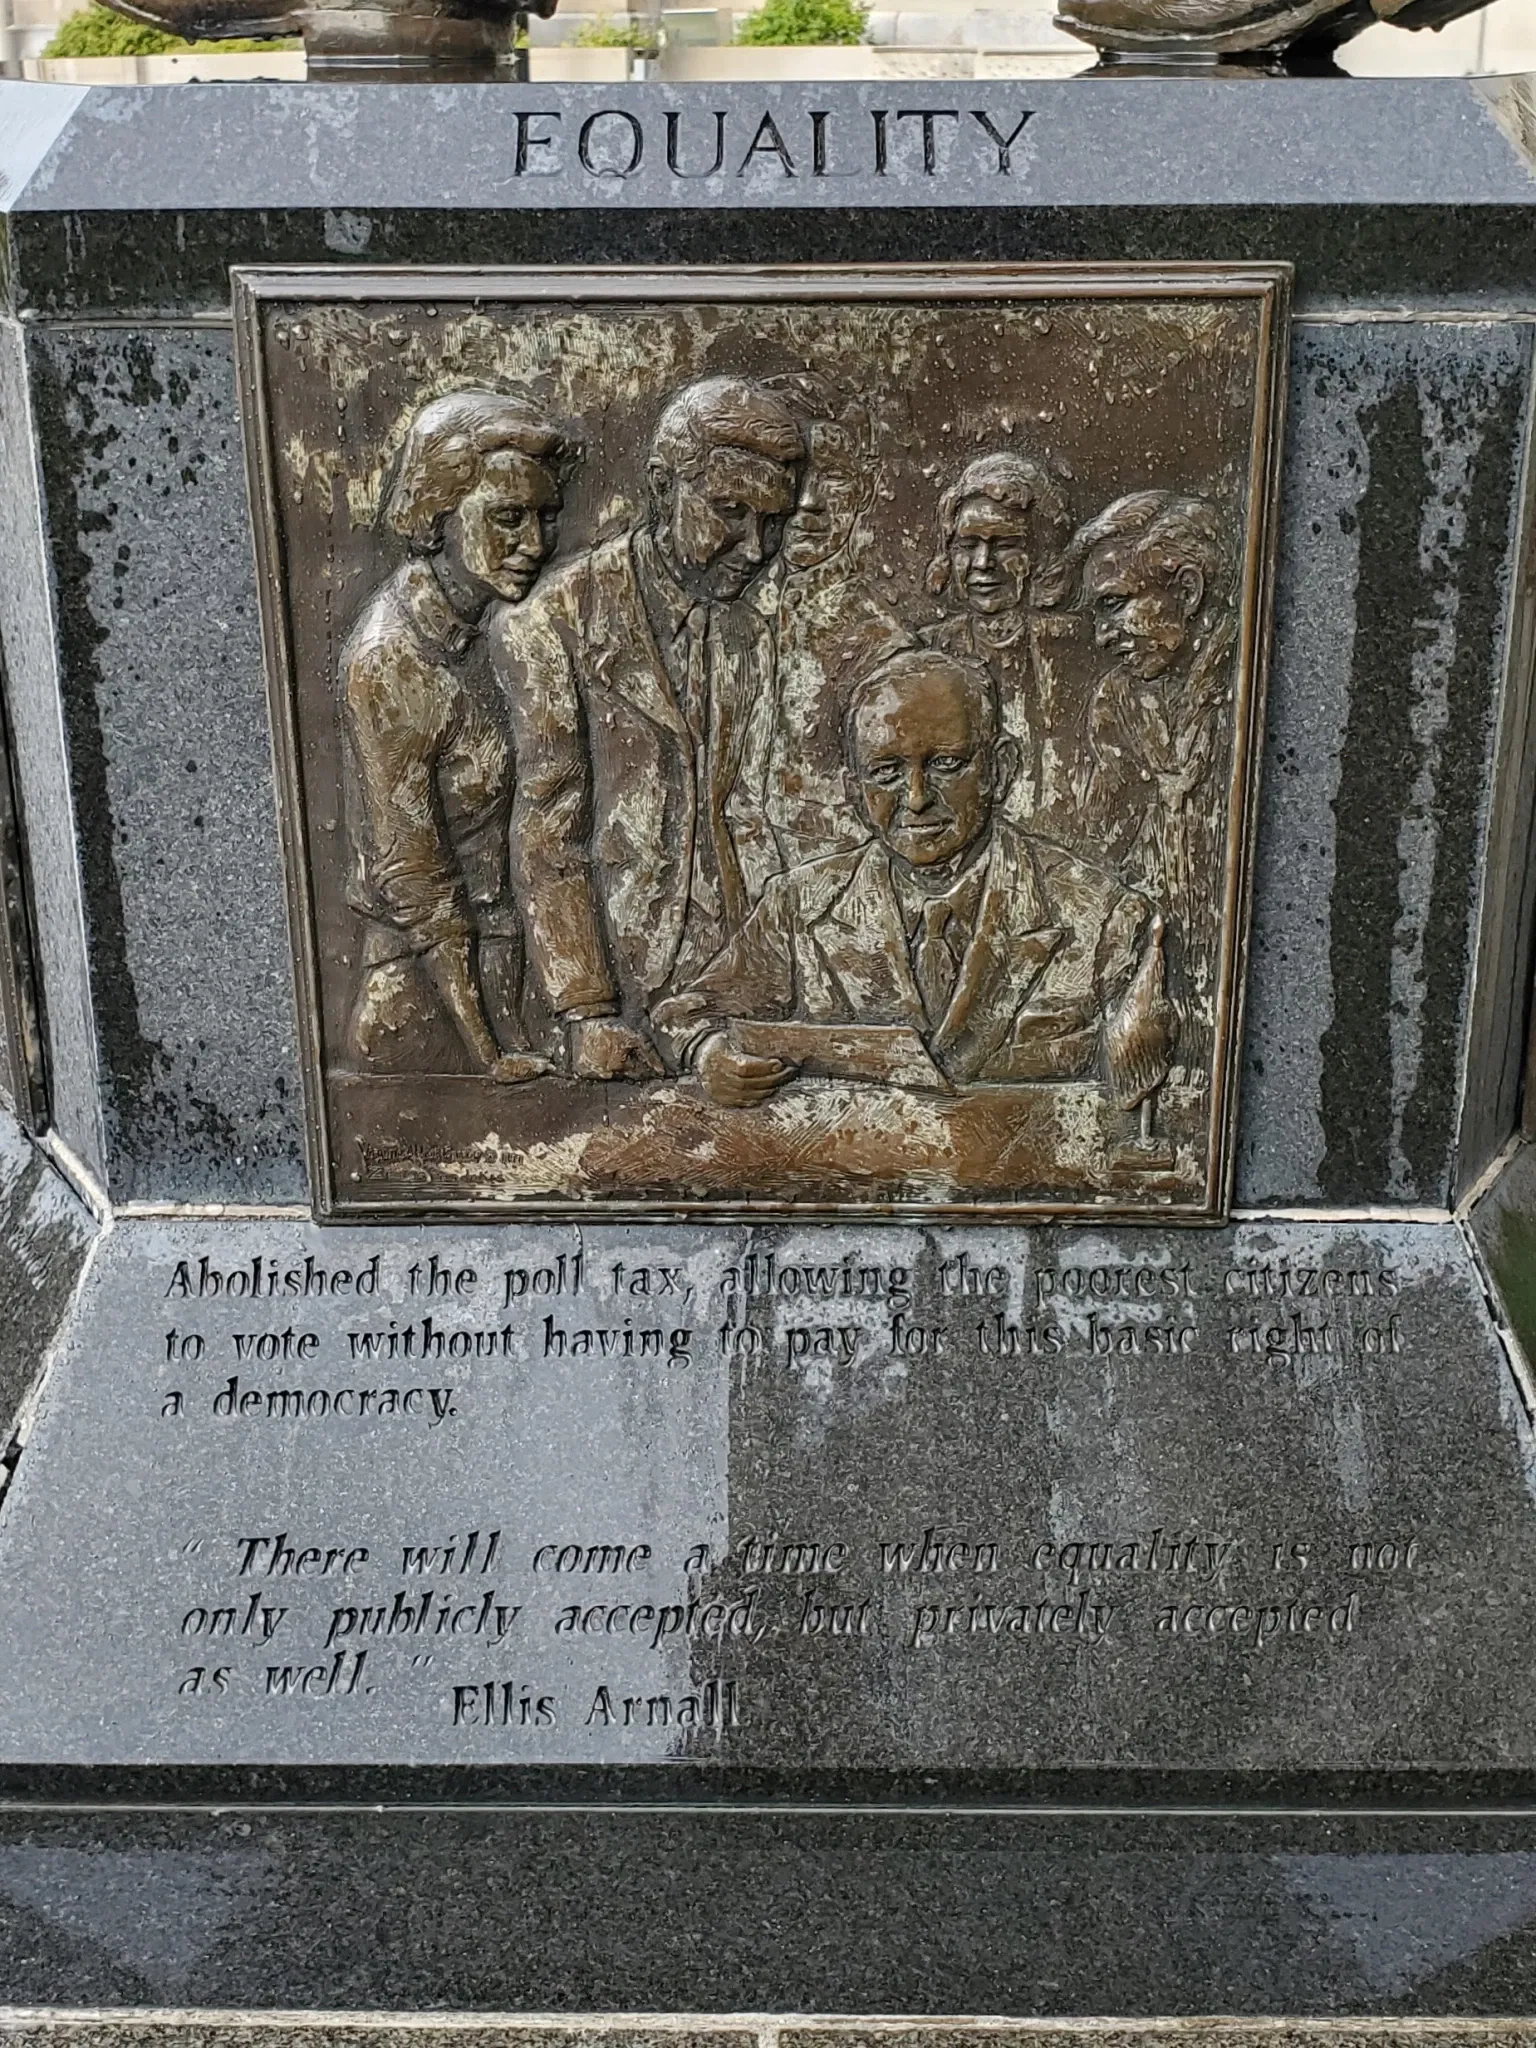 EQUALITY
Abolished the poll tax, allowing the poorest citizens
to vote without having to pay for this basic right of
a democracy.
" There will come a time when equality is not
only publicly accepted, but privately accepted
as well. "
Ellis Arnall